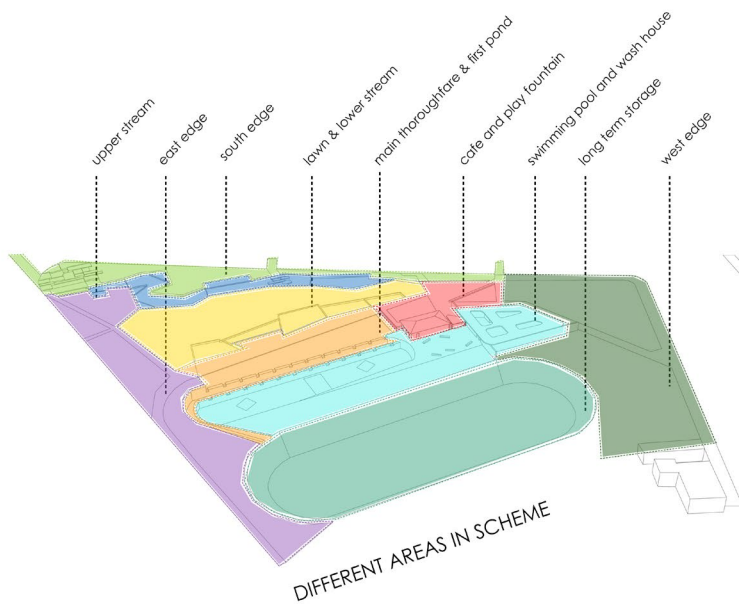 upper stream
east edge
south edge
lawn & lower stream
main thoroughfare & first pond
cafe and play fountain
swimming pool and wash house
long term storage
west edge
DIFFERENT AREAS IN SCHEME